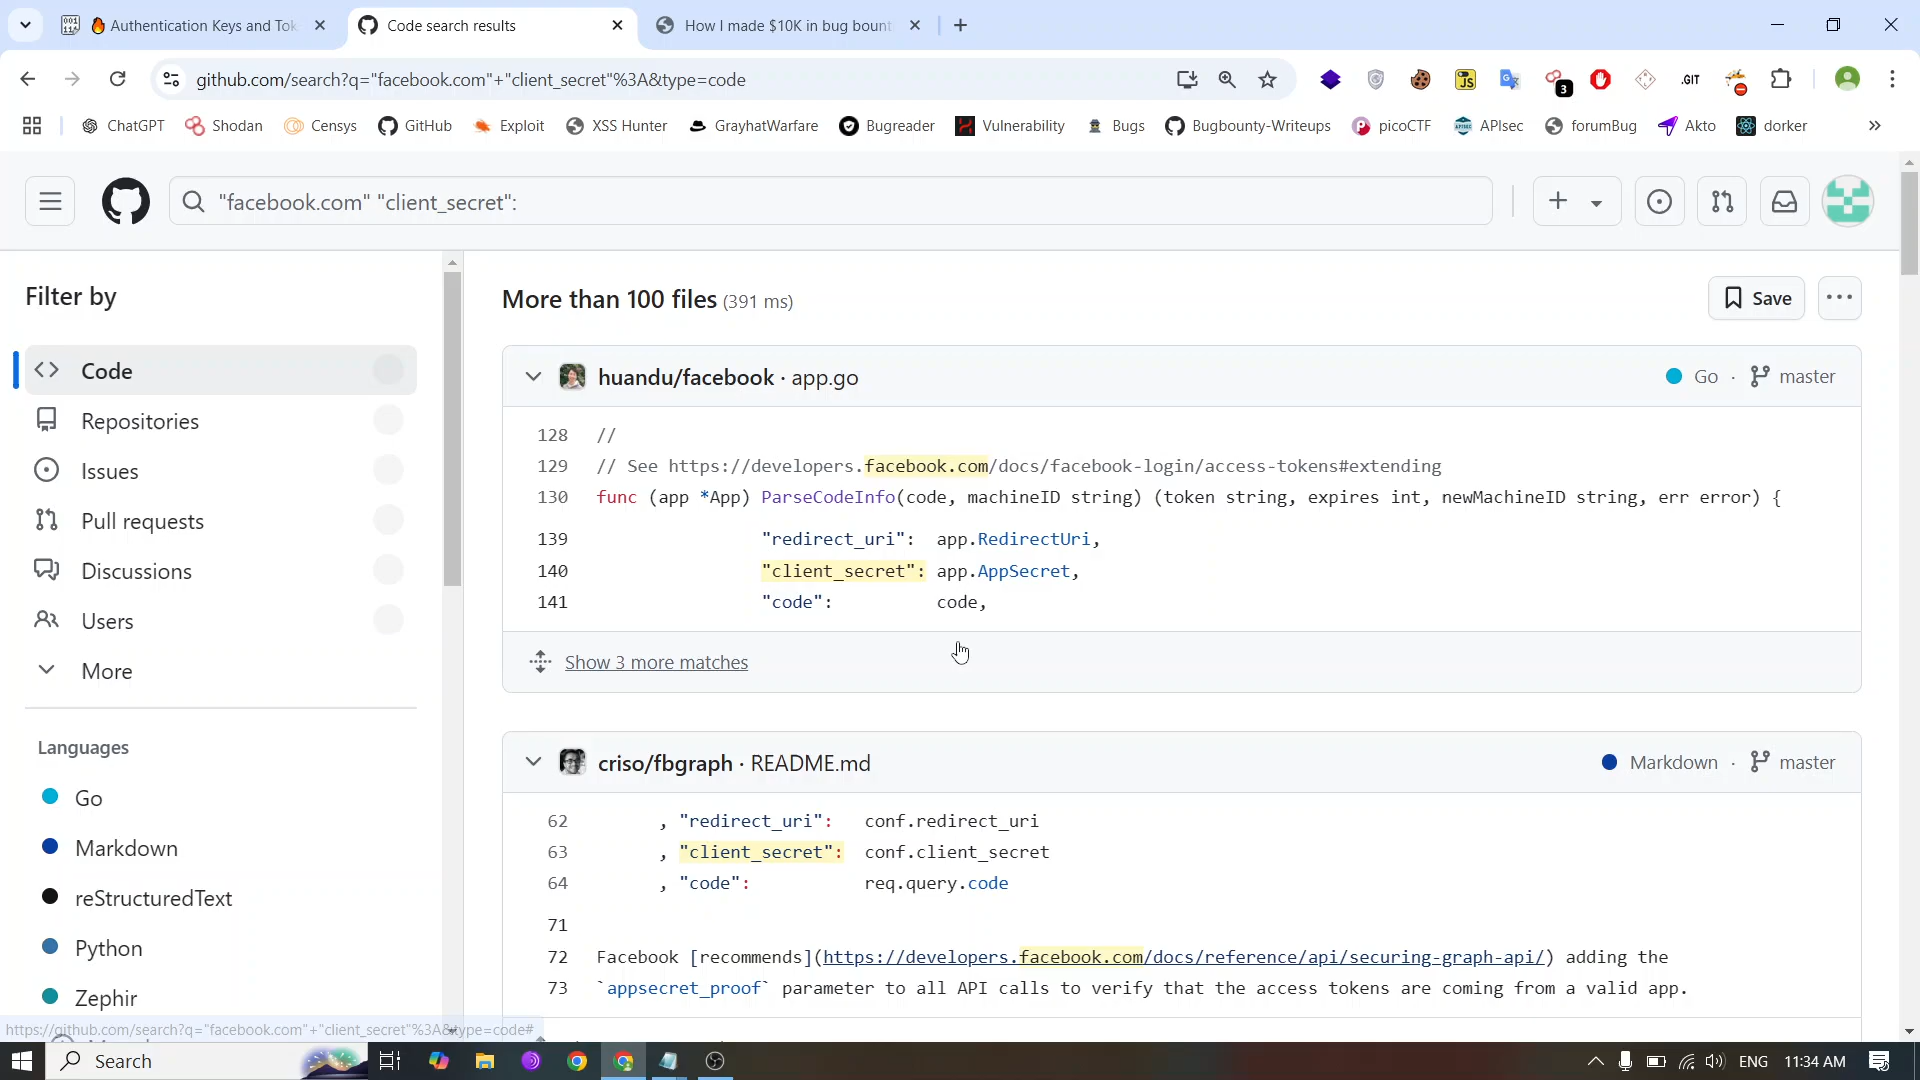 🔥 Authentication Keys and Tok
Code search results
How I made $10K in bug bount
github.com/search?q="facebook.com"+"client_secret"%3A&type=code
3
.GIT
ChatGPT
Shodan
Censys
GitHub
Exploit
XSS Hunter
GrayhatWarfare
Bugreader
Vulnerability
Bugs
Bugbounty-Writeups
picoCTF
APIsec
forumBug
Akto
dorker
"facebook.com" "client_secret":
Filter by
Code
Repositories
Issues
Pull requests
Discussions
Users
More
Languages
Go
Markdown
reStructuredText
Python
Zephir
More than 100 files (391 ms)
Save
huandu/facebook · app.go
Go · master
128 //
129 // See https://developers.facebook.com/docs/facebook-login/access-tokens#extending
130 func (app *App) ParseCodeInfo(code, machineID string) (token string, expires int, newMachineID string, err error) {
139 "redirect_uri": app.RedirectUri,
140 "client_secret": app.AppSecret,
141 "code": code,
Show 3 more matches
criso/fbgraph · README.md
Markdown · master
62 , "redirect_uri": conf.redirect_uri
63 , "client_secret": conf.client_secret
64 , "code": req.query.code
71
72 Facebook [recommends](https://developers.facebook.com/docs/reference/api/securing-graph-api/) adding the
73 `appsecret_proof` parameter to all API calls to verify that the access tokens are coming from a valid app.
https://github.com/search?q="facebook.com"+"client_secret"%3A&type=code#
Search
ENG
11:34 AM